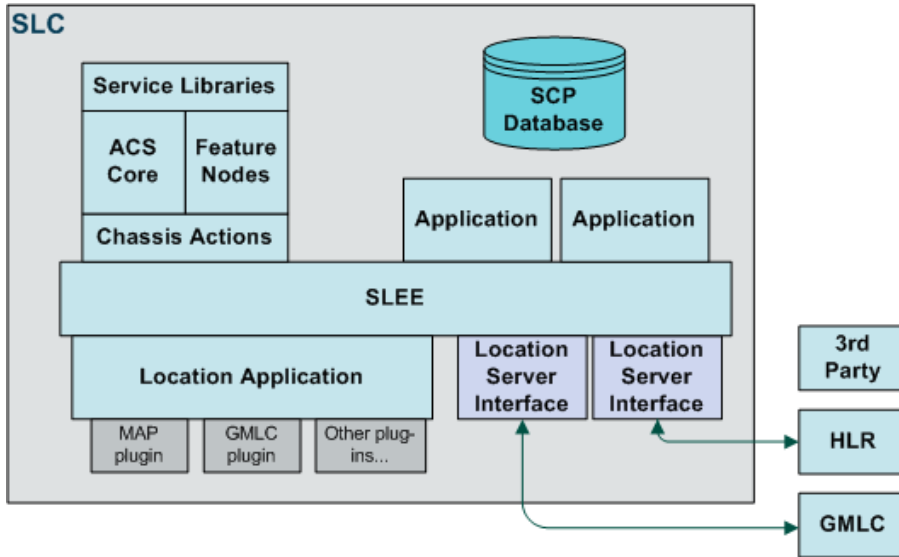 SLC
Service Libraries
ACS
Core
Feature
Nodes
Chassis Actions
SCP
Database
Application
Application
SLEE
Location Application
Location
Server
Interface
Location
Server
Interface
MAP
plugin
GMLC
plugin
Other plug-
ins...
3rd
Party
HLR
GMLC